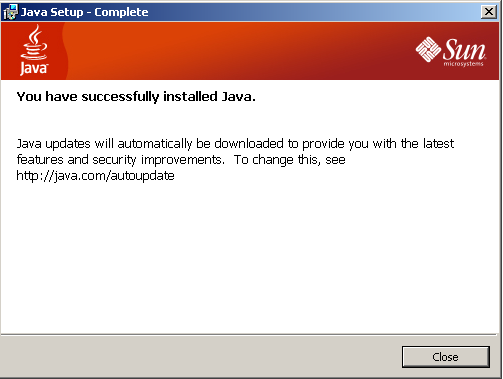 Java Setup - Complete
Java
Sun
microsystems
You have successfully installed Java.
Java updates will automatically be downloaded to provide you with the latest
features and security improvements.  To change this, see
http://java.com/autoupdate
Close